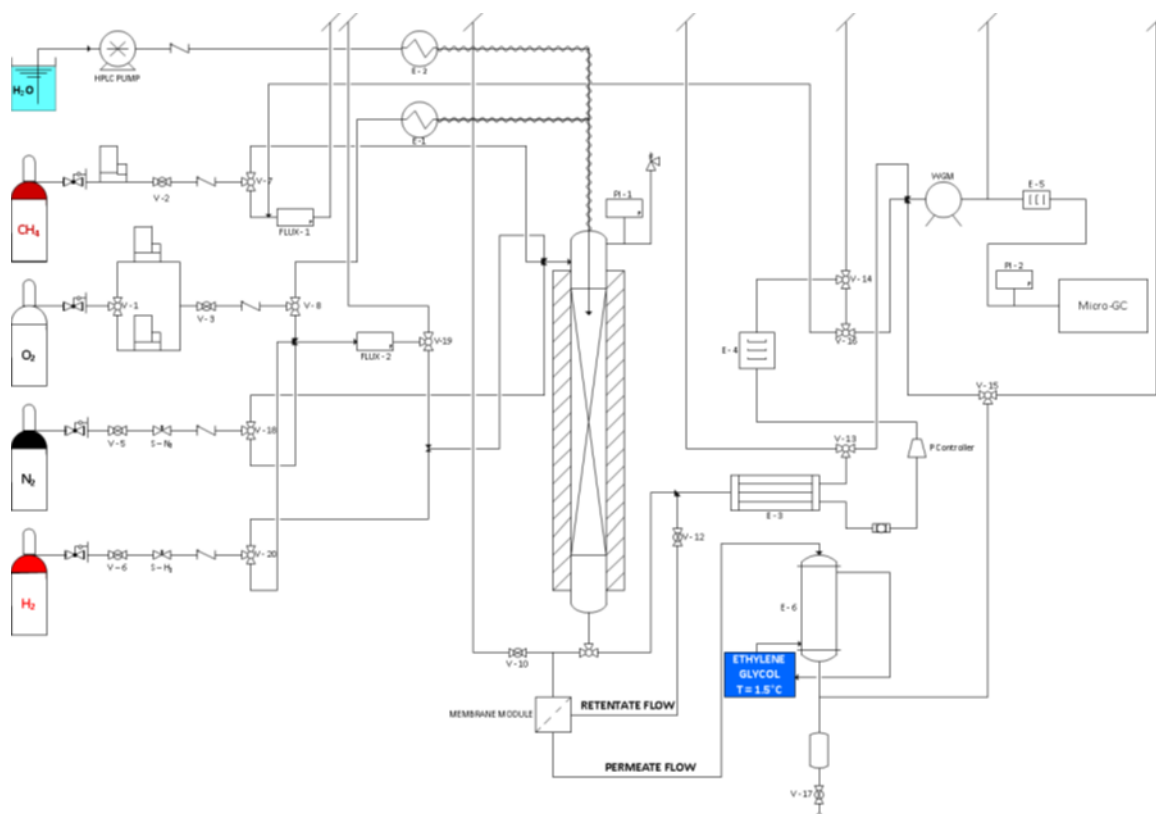 H₂O
HPLC PUMP
E-2
E-1
CH₄
V-2
V-7
FLUX-1
PI-1
WGM
E-5
PI-2
Micro-GC
V-14
V-16
E-4
O₂
V-1
V-3
V-8
FLUX-2
V-19
V-15
N₂
V-5
S-N₂
V-18
V-13
P Controller
E-3
V-12
H₂
V-6
S-H₂
V-20
E-6
V-10
ETHYLENE
GLYCOL
T = 1.5°C
MEMBRANE MODULE
RETENTATE FLOW
PERMEATE FLOW
V-17